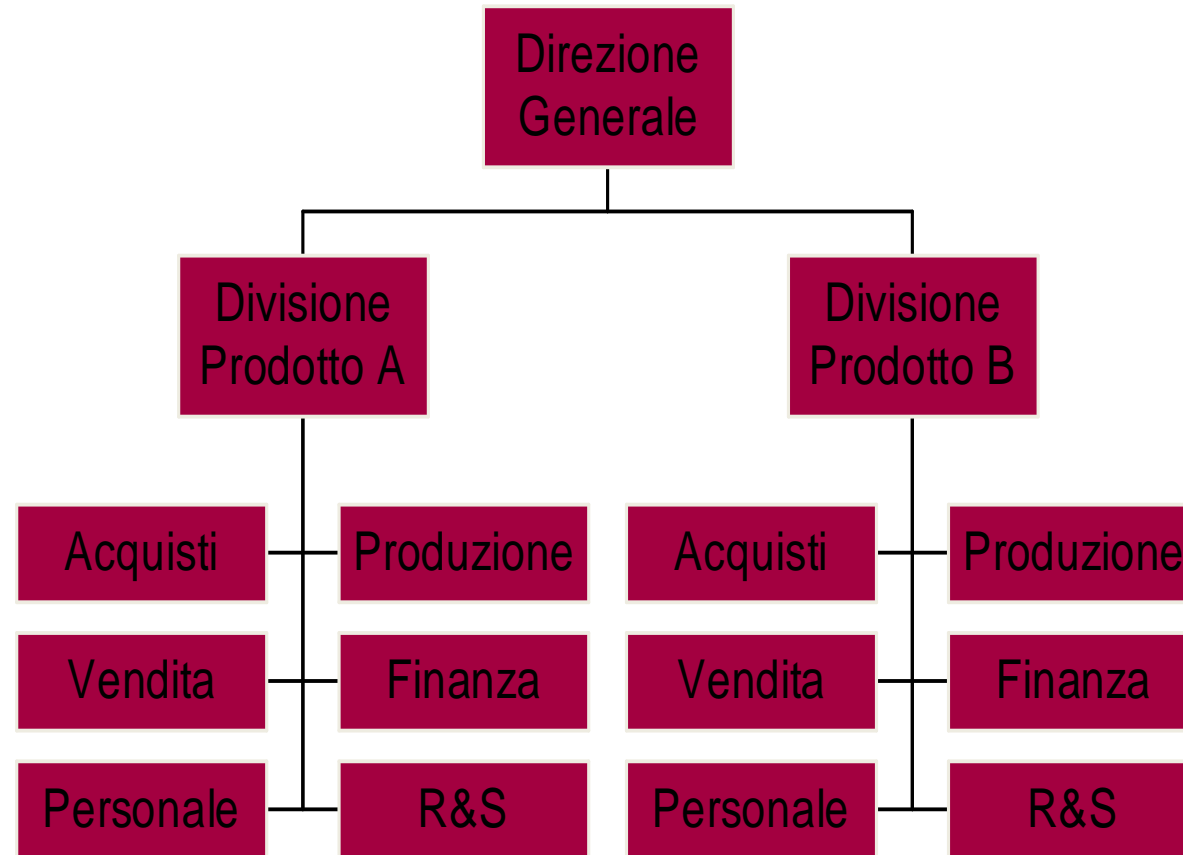 Direzione
Generale
Divisione
Prodotto A
Divisione
Prodotto B
Acquisti
Produzione
Acquisti
Produzione
Vendita
Finanza
Vendita
Finanza
Personale
R&S
Personale
R&S